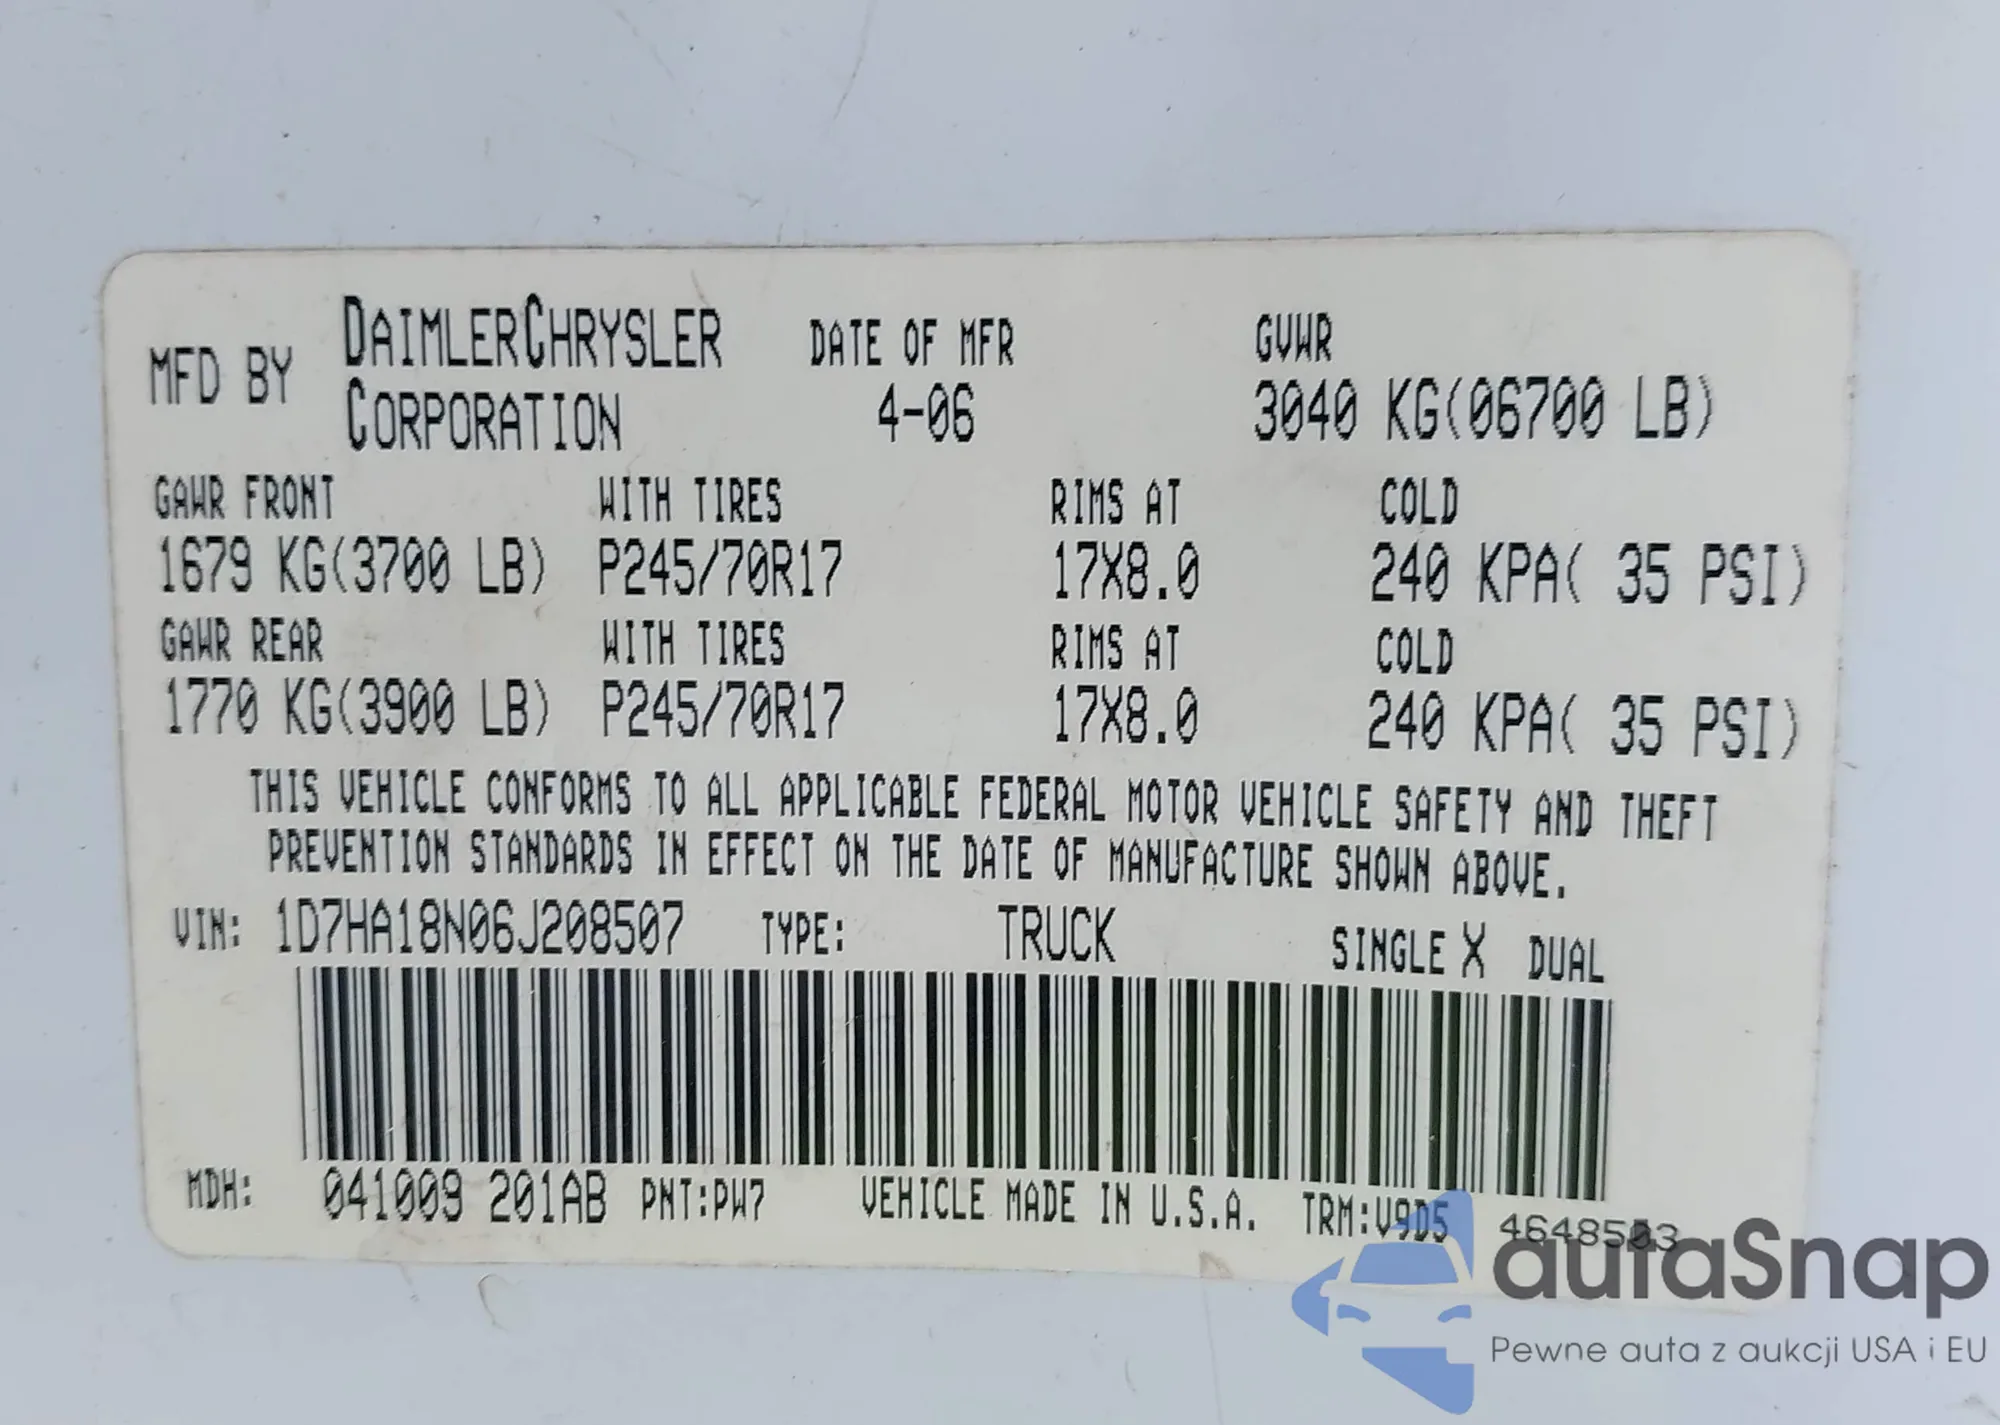 MFD BY DAIMLERCHRYSLER CORPORATION DATE OF MFR 4-06 GVWR 3040 KG(06700 LB)
GAWR FRONT WITH TIRES RIMS AT COLD
1679 KG(3700 LB) P245/70R17 17X8.0 240 KPA( 35 PSI)
GAWR REAR WITH TIRES RIMS AT COLD
1770 KG(3900 LB) P245/70R17 17X8.0 240 KPA( 35 PSI)
THIS VEHICLE CONFORMS TO ALL APPLICABLE FEDERAL MOTOR VEHICLE SAFETY AND THEFT
PREVENTION STANDARDS IN EFFECT ON THE DATE OF MANUFACTURE SHOWN ABOVE.
VIN: 1D7HA18N06J208507 TYPE: TRUCK SINGLE X DUAL
MDH: 041009 201AB PNT:PW7 VEHICLE MADE IN U.S.A. TRM:V9D5 4648503
autaSnap
Pewne auta z aukcji USA i EU